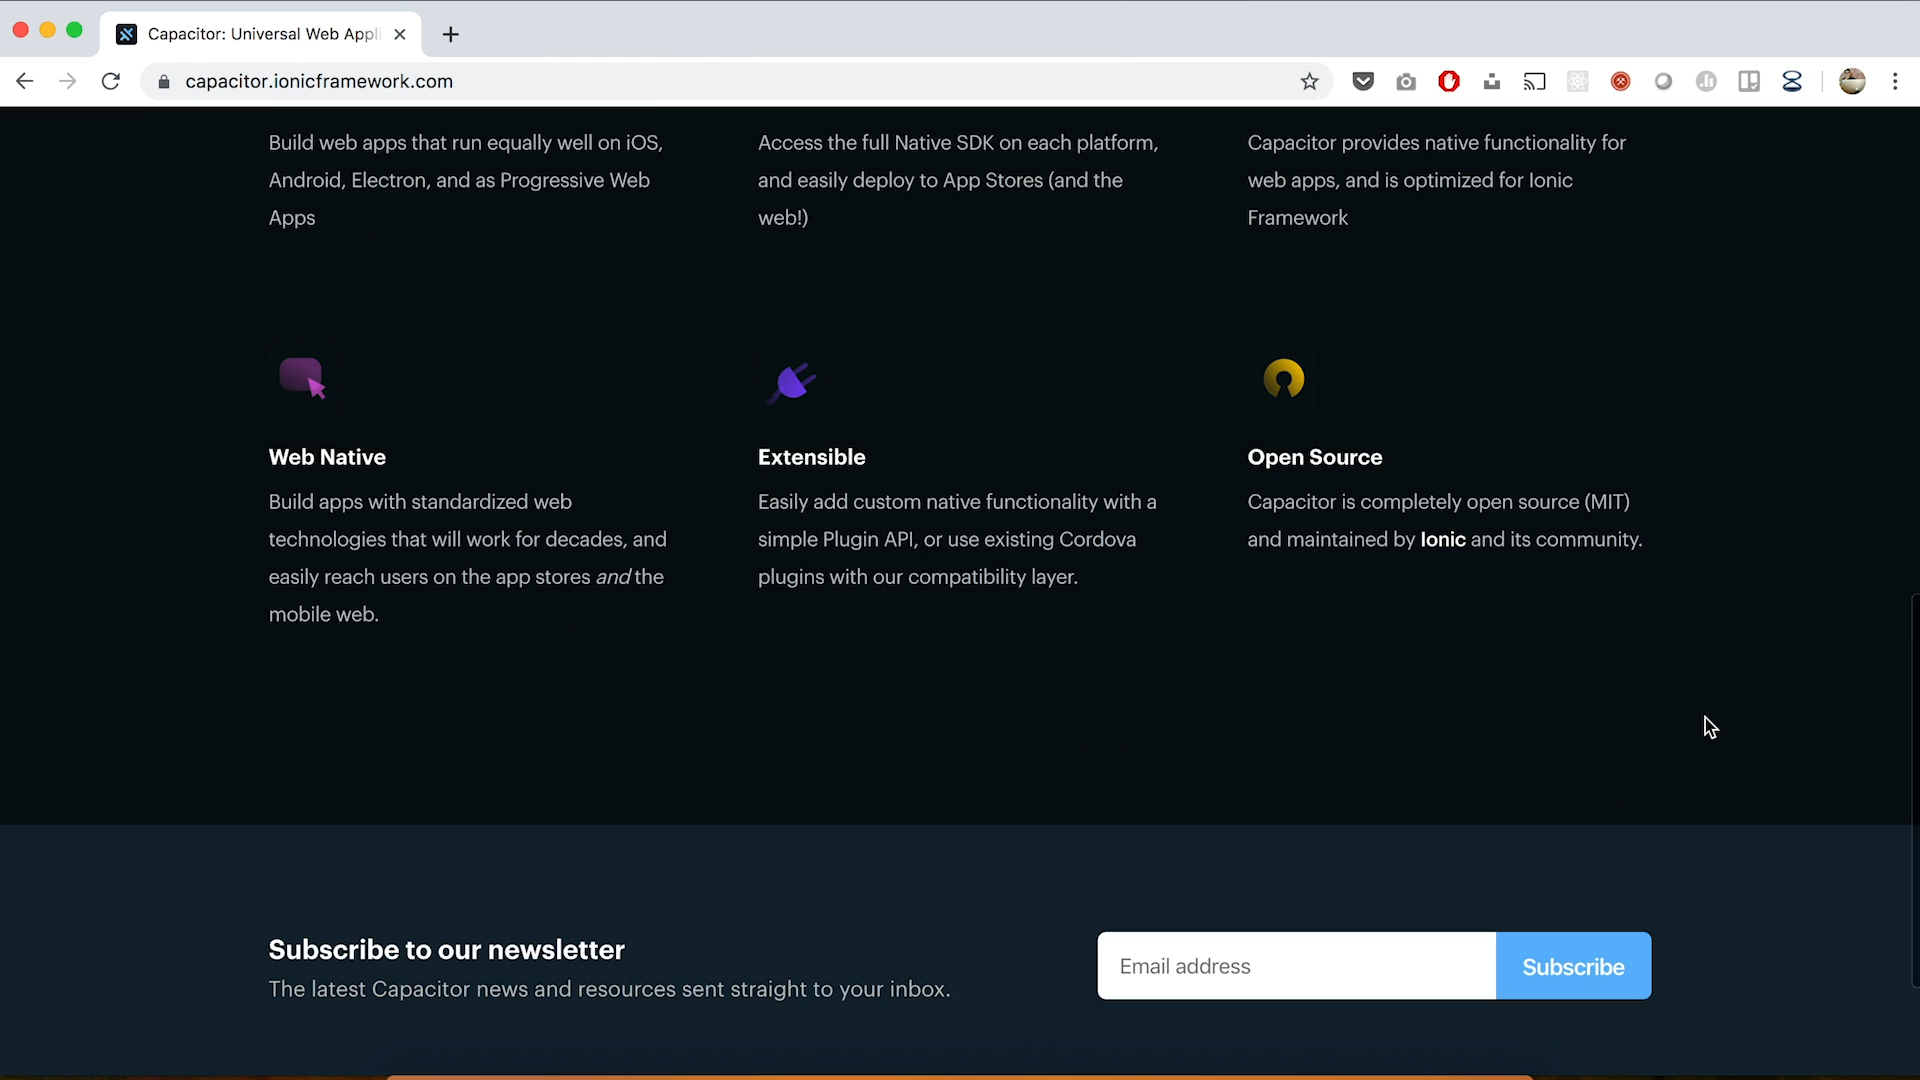 Capacitor: Universal Web Appli
capacitor.ionicframework.com
Build web apps that run equally well on iOS,
Android, Electron, and as Progressive Web
Apps
Access the full Native SDK on each platform,
and easily deploy to App Stores (and the
web!)
Capacitor provides native functionality for
web apps, and is optimized for Ionic
Framework
Web Native
Build apps with standardized web
technologies that will work for decades, and
easily reach users on the app stores and the
mobile web.
Extensible
Easily add custom native functionality with a
simple Plugin API, or use existing Cordova
plugins with our compatibility layer.
Open Source
Capacitor is completely open source (MIT)
and maintained by Ionic and its community.
Subscribe to our newsletter
The latest Capacitor news and resources sent straight to your inbox.
Email address
Subscribe